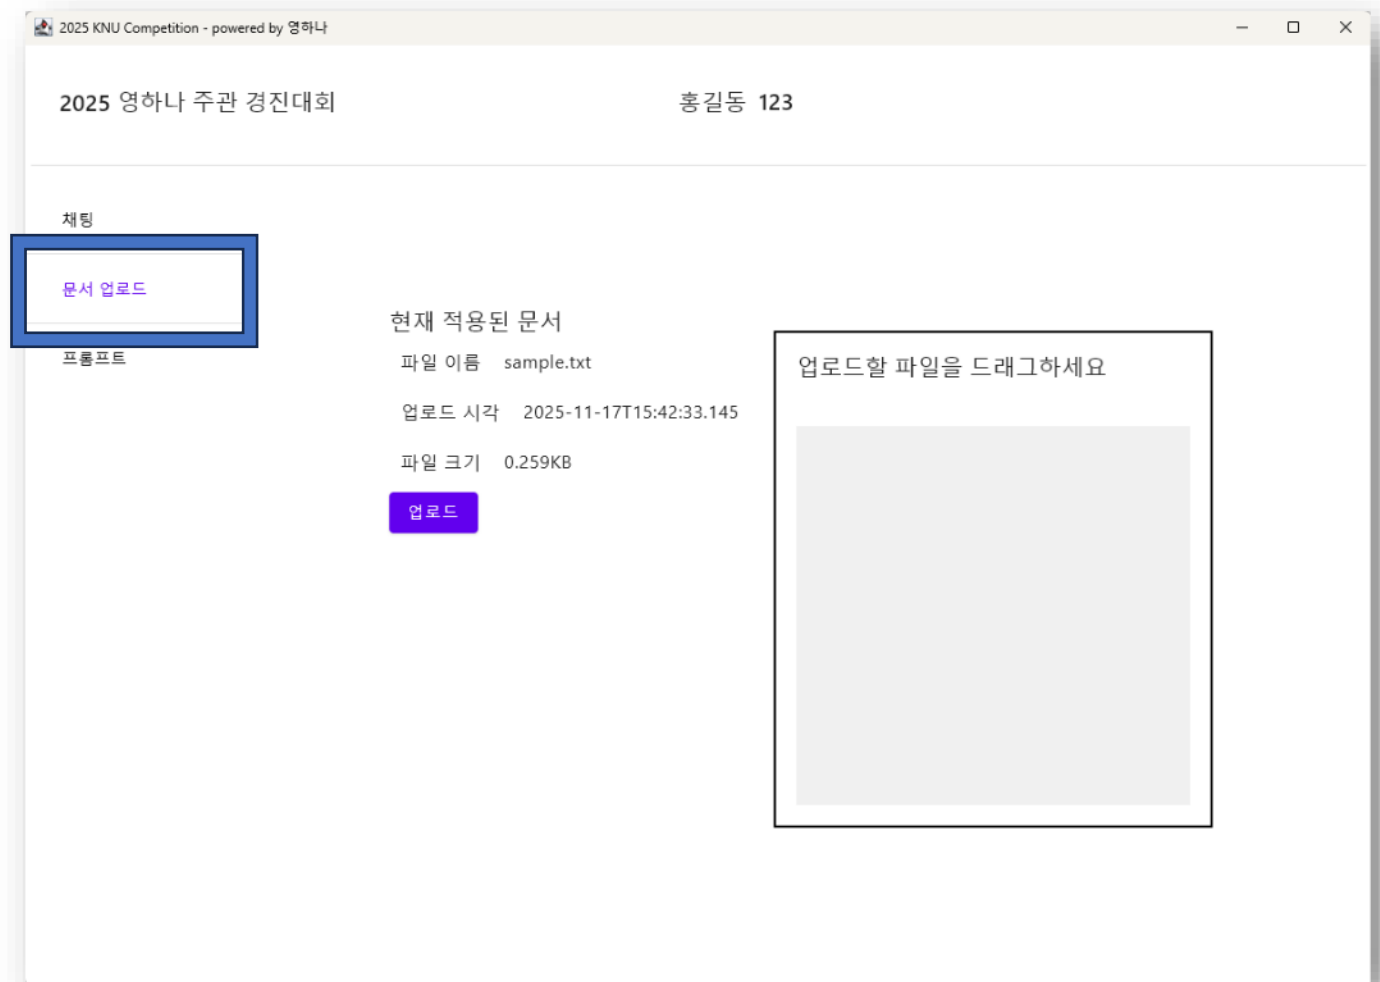 2025 KNU Competition - powered by 영하나
2025 영하나 주관 경진대회
홍길동 123
채팅
문서 업로드
프롬프트
현재 적용된 문서
파일 이름 sample.txt
업로드 시각 2025-11-17T15:42:33.145
파일 크기 0.259KB
업로드
업로드할 파일을 드래그하세요